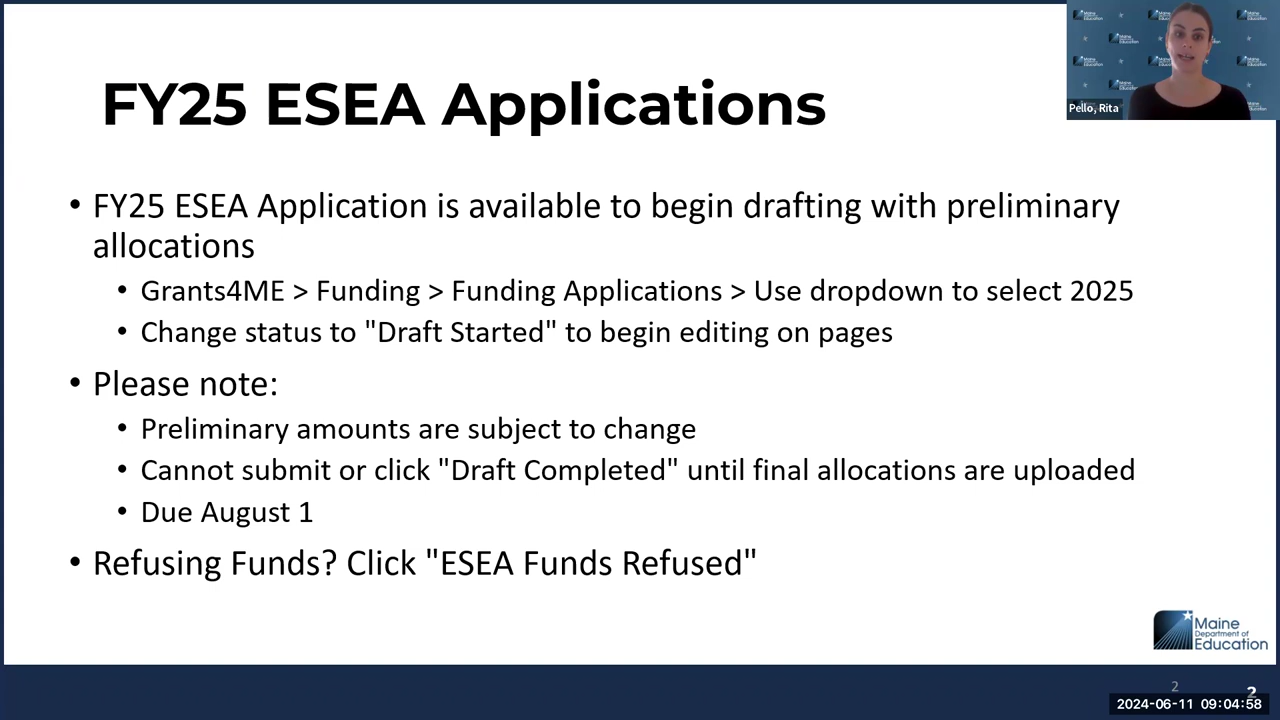 FY25 ESEA Applications
Pello, Rita
• FY25 ESEA Application is available to begin drafting with preliminary
allocations
• Grants4ME > Funding > Funding Applications > Use dropdown to select 2025
• Change status to "Draft Started" to begin editing on pages
• Please note:
• Preliminary amounts are subject to change
• Cannot submit or click "Draft Completed" until final allocations are uploaded
• Due August 1
• Refusing Funds? Click "ESEA Funds Refused"
Maine
Department of
Education
2
2
2024-06-11 09:04:58